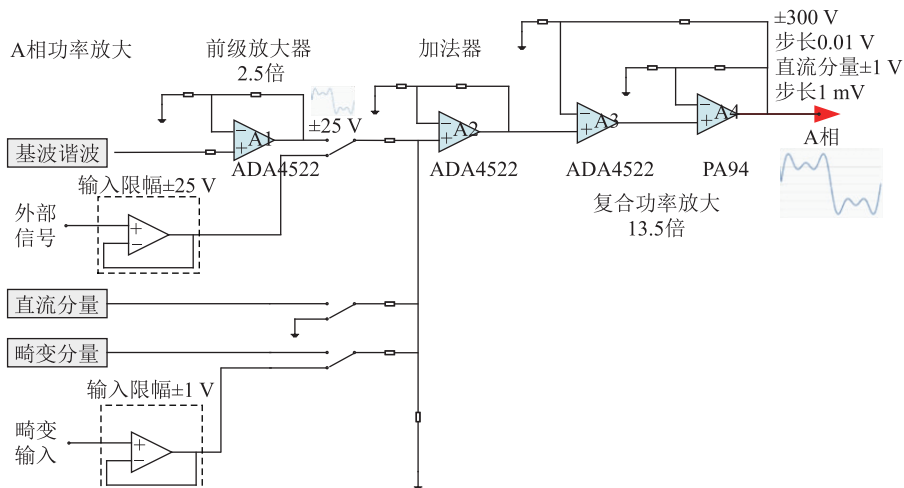 A相功率放大
前级放大器
2.5倍
加法器
±300 V
步长0.01 V
直流分量±1 V
步长1 mV
±25 V
A1
A2
A3
A4
A相
基波谐波
ADA4522
ADA4522
ADA4522
PA94
输入限幅±25 V
复合功率放大
13.5倍
外部
信号
直流分量
畸变分量
输入限幅±1 V
畸变
输入